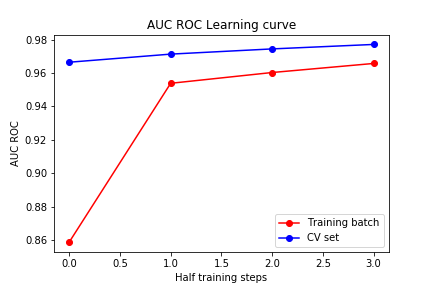 AUC ROC Learning curve
AUC ROC
0.98
0.96
0.94
0.92
0.90
0.88
0.86
Training batch
CV set
0.0 0.5 1.0 1.5 2.0 2.5 3.0
Half training steps